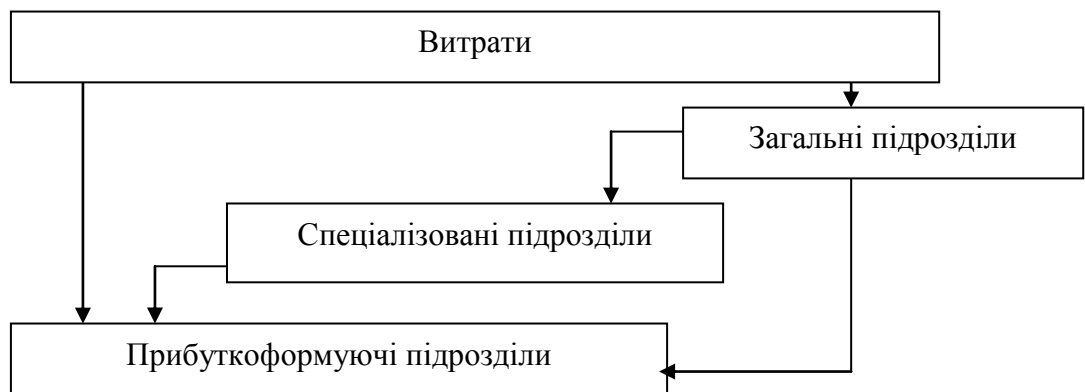 Витрати
Загальні підрозділи
Спеціалізовані підрозділи
Прибуткоформуючі підрозділи